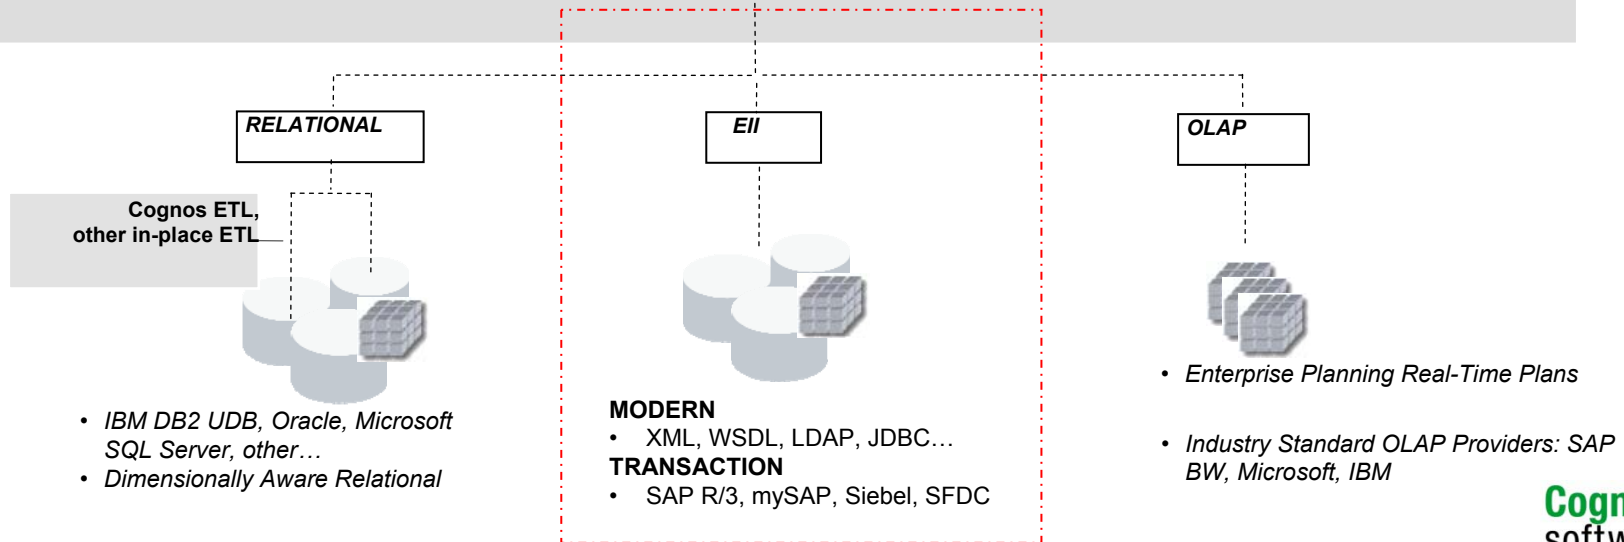 RELATIONAL
EII
OLAP
Cognos ETL,
other in-place ETL
• IBM DB2 UDB, Oracle, Microsoft
SQL Server, other…
• Dimensionally Aware Relational
MODERN
• XML, WSDL, LDAP, JDBC…
TRANSACTION
• SAP R/3, mySAP, Siebel, SFDC
• Enterprise Planning Real-Time Plans
• Industry Standard OLAP Providers: SAP
BW, Microsoft, IBM